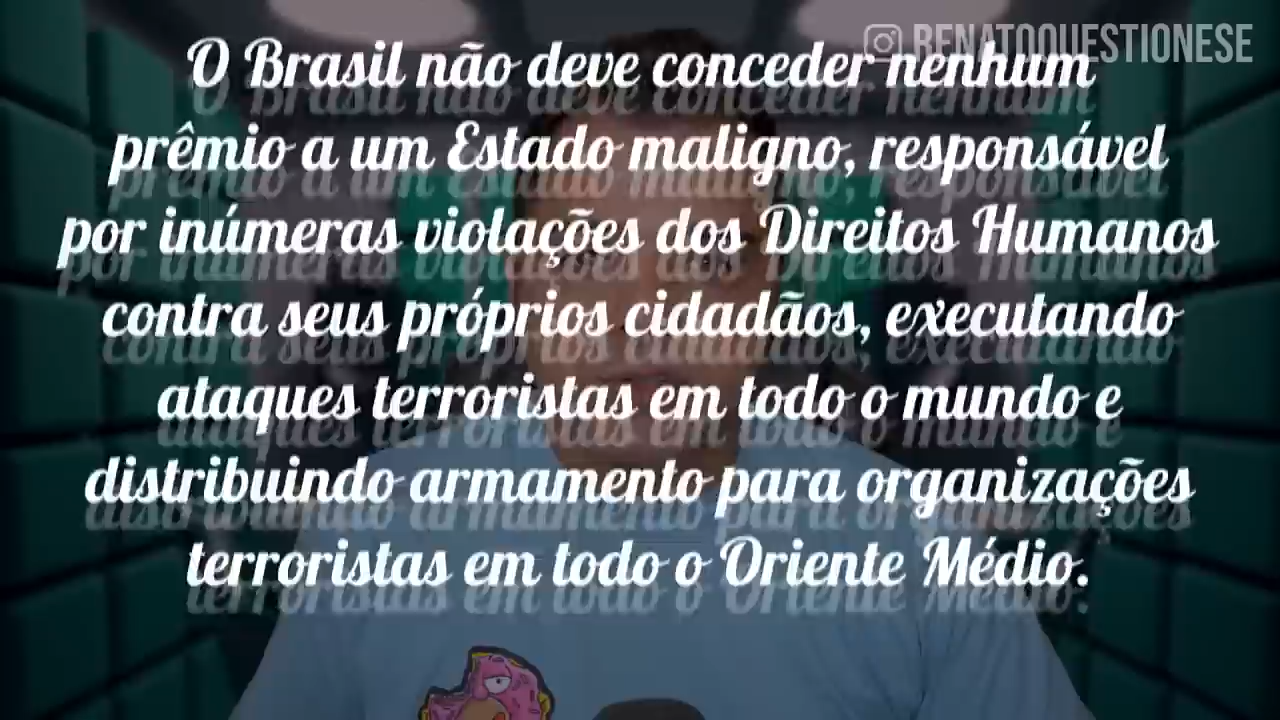 RENATOQUESTIONESE
O Brasil não deve conceder nenhum
prêmio a um Estado maligno, responsável
por inúmeras violações dos Direitos Humanos
contra seus próprios cidadãos, executando
ataques terroristas em todo o mundo e
distribuindo armamento para organizações
terroristas em todo o Oriente Médio.